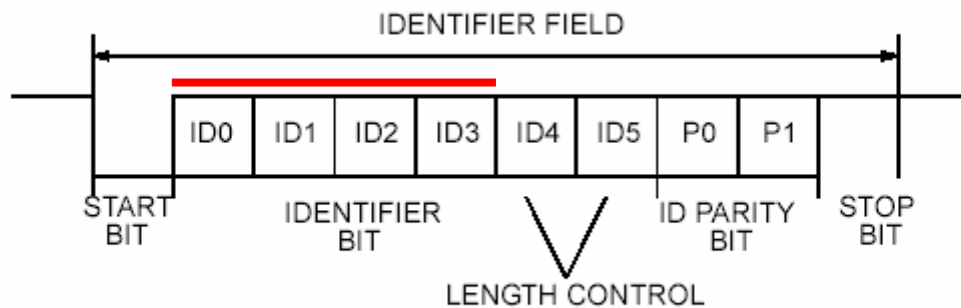 IDENTIFIER FIELD
ID0 ID1 ID2 ID3 ID4 ID5 P0 P1
START BIT
IDENTIFIER BIT
ID PARITY BIT
STOP BIT
LENGTH CONTROL